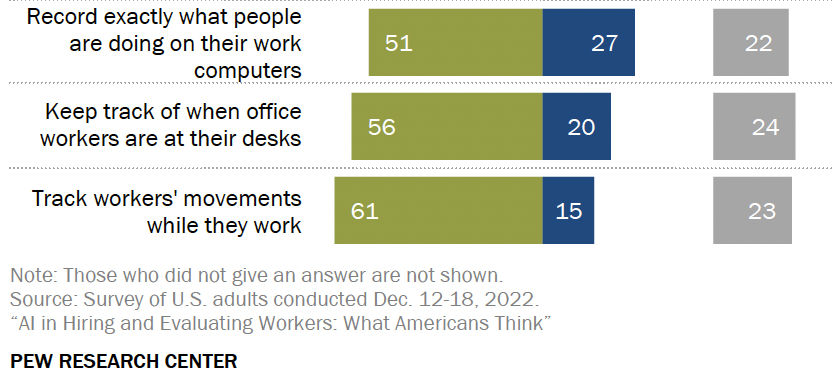 Record exactly what people
are doing on their work
computers
51 27 22
Keep track of when office
workers are at their desks
56 20 24
Track workers' movements
while they work
61 15 23
Note: Those who did not give an answer are not shown.
Source: Survey of U.S. adults conducted Dec. 12-18, 2022.
“AI in Hiring and Evaluating Workers: What Americans Think”
PEW RESEARCH CENTER